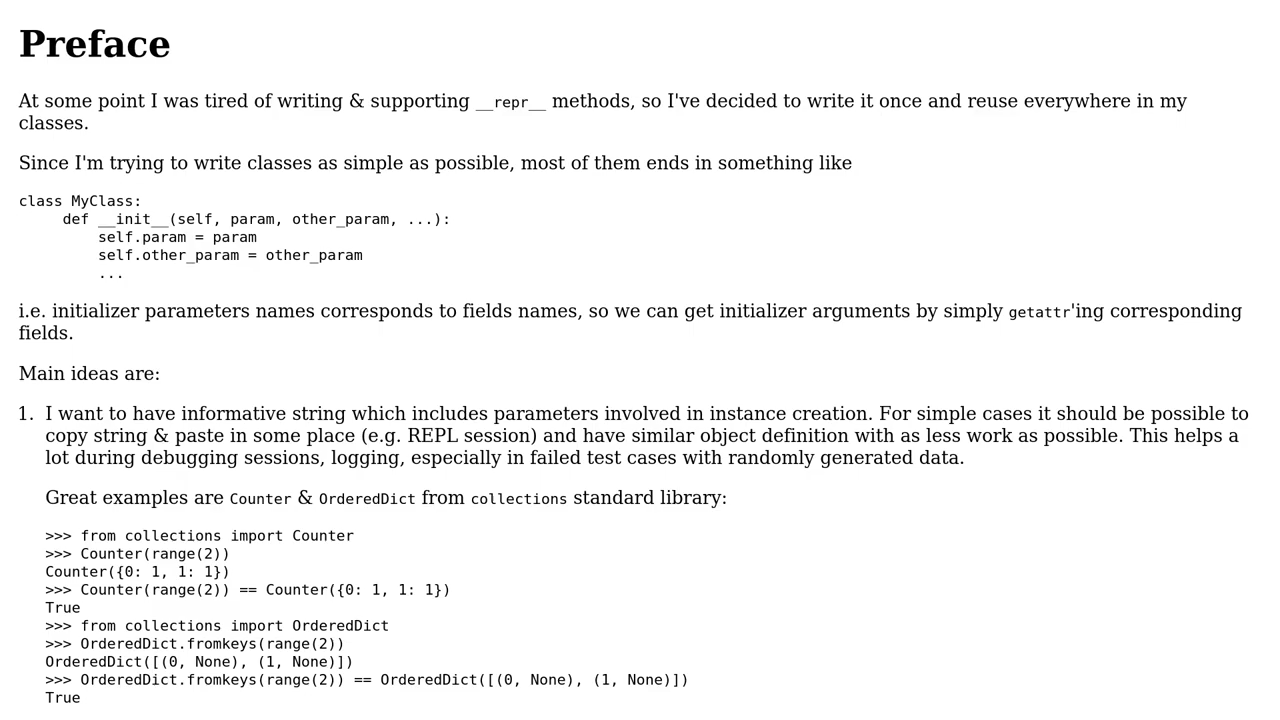 Preface
At some point I was tired of writing & supporting __repr__ methods, so I've decided to write it once and reuse everywhere in my
classes.
Since I'm trying to write classes as simple as possible, most of them ends in something like
class MyClass:
     def __init__(self, param, other_param, ...):
         self.param = param
         self.other_param = other_param
         ...
i.e. initializer parameters names corresponds to fields names, so we can get initializer arguments by simply getattr'ing corresponding
fields.
Main ideas are:
1. I want to have informative string which includes parameters involved in instance creation. For simple cases it should be possible to
copy string & paste in some place (e.g. REPL session) and have similar object definition with as less work as possible. This helps a
lot during debugging sessions, logging, especially in failed test cases with randomly generated data.
Great examples are Counter & OrderedDict from collections standard library:
>>> from collections import Counter
>>> Counter(range(2))
Counter({0: 1, 1: 1})
>>> Counter(range(2)) == Counter({0: 1, 1: 1})
True
>>> from collections import OrderedDict
>>> OrderedDict.fromkeys(range(2))
OrderedDict([(0, None), (1, None)])
>>> OrderedDict.fromkeys(range(2)) == OrderedDict([(0, None), (1, None)])
True